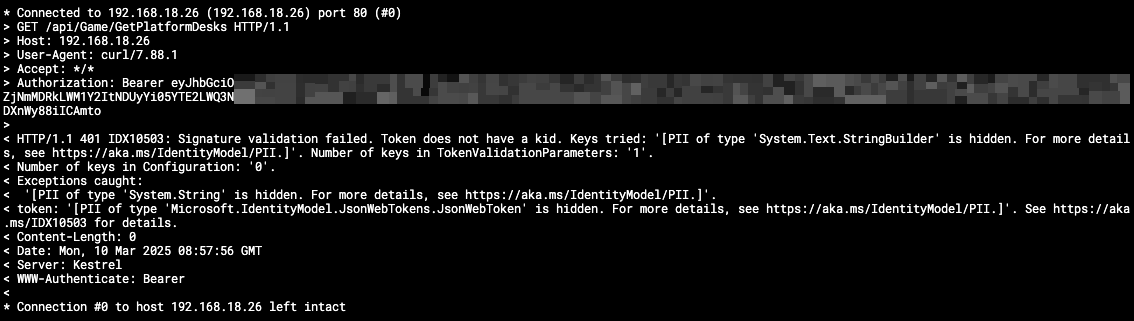 * Connected to 192.168.18.26 (192.168.18.26) port 80 (#0)
> GET /api/Game/GetPlatformDesks HTTP/1.1
> Host: 192.168.18.26
> User-Agent: curl/7.88.1
> Accept: */*
> Authorization: Bearer eyJhbGciO
ZjNmMDRkLWM1Y2ItNDUyYi05YTE2LWQ3N
DXnWy88iICAmto
>
< HTTP/1.1 401 IDX10503: Signature validation failed. Token does not have a kid. Keys tried: '[PII of type 'System.Text.StringBuilder' is hidden. For more detail
s, see https://aka.ms/IdentityModel/PII.]'. Number of keys in TokenValidationParameters: '1'.
< Number of keys in Configuration: '0'.
< Exceptions caught:
<  '[PII of type 'System.String' is hidden. For more details, see https://aka.ms/IdentityModel/PII.]'.
< token: '[PII of type 'Microsoft.IdentityModel.JsonWebTokens.JsonWebToken' is hidden. For more details, see https://aka.ms/IdentityModel/PII.]'. See https://aka
.ms/IDX10503 for details.
< Content-Length: 0
< Date: Mon, 10 Mar 2025 08:57:56 GMT
< Server: Kestrel
< WWW-Authenticate: Bearer
<
* Connection #0 to host 192.168.18.26 left intact